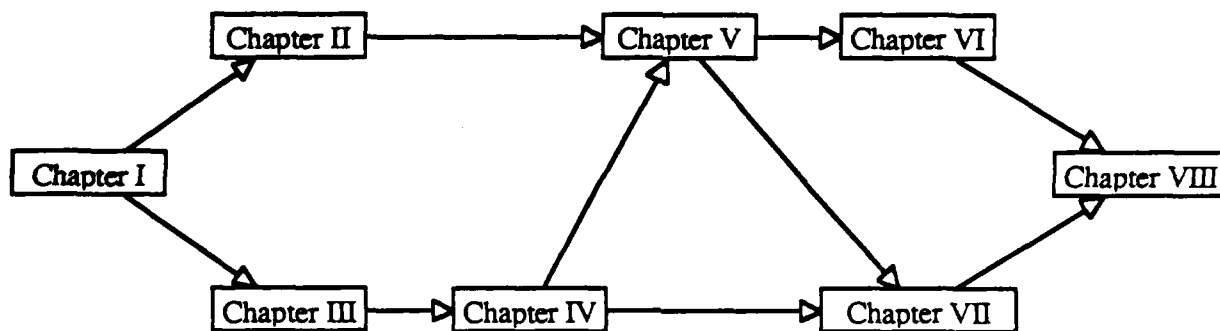 Chapter II
Chapter V
Chapter VI
Chapter I
Chapter VIII
Chapter III
Chapter IV
Chapter VII